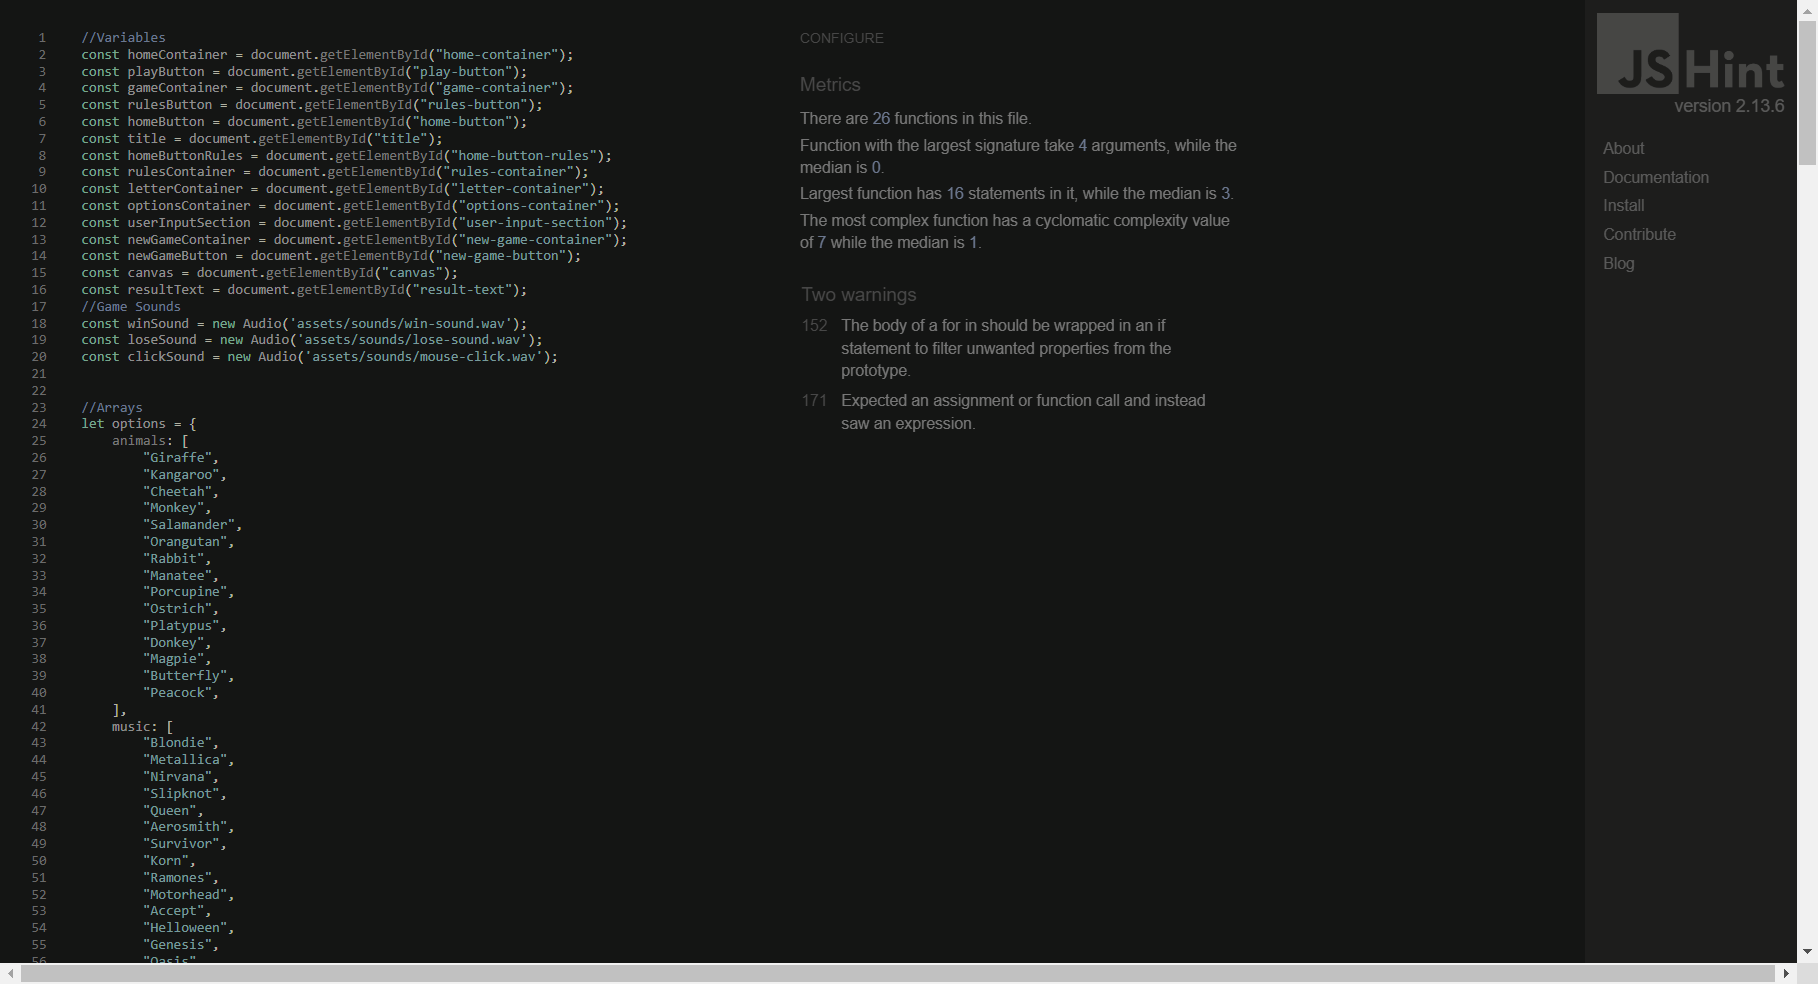 1 //Variables
2 const homeContainer = document.getElementById("home-container");
3 const playButton = document.getElementById("play-button");
4 const gameContainer = document.getElementById("game-container");
5 const rulesButton = document.getElementById("rules-button");
6 const homeButton = document.getElementById("home-button");
7 const title = document.getElementById("title");
8 const homeButtonRules = document.getElementById("home-button-rules");
9 const rulesContainer = document.getElementById("rules-container");
10 const letterContainer = document.getElementById("letter-container");
11 const optionsContainer = document.getElementById("options-container");
12 const userInputSection = document.getElementById("user-input-section");
13 const newGameContainer = document.getElementById("new-game-container");
14 const newGameButton = document.getElementById("new-game-button");
15 const canvas = document.getElementById("canvas");
16 const resultText = document.getElementById("result-text");
17 //Game Sounds
18 const winSound = new Audio('assets/sounds/win-sound.wav');
19 const loseSound = new Audio('assets/sounds/lose-sound.wav');
20 const clickSound = new Audio('assets/sounds/mouse-click.wav');
21
22
23 //Arrays
24 let options = {
25 animals: [
26 "Giraffe",
27 "Kangaroo",
28 "Cheetah",
29 "Monkey",
30 "Salamander",
31 "Orangutan",
32 "Rabbit",
33 "Manatee",
34 "Porcupine",
35 "Ostrich",
36 "Platypus",
37 "Donkey",
38 "Magpie",
39 "Butterfly",
40 "Peacock",
41 ],
42 music: [
43 "Blondie",
44 "Metallica",
45 "Nirvana",
46 "Slipknot",
47 "Queen",
48 "Aerosmith",
49 "Survivor",
50 "Korn",
51 "Ramones",
52 "Motorhead",
53 "Accept",
54 "Helloween",
55 "Genesis",
56 "Oasis"
CONFIGURE
Metrics
There are 26 functions in this file.
Function with the largest signature take 4 arguments, while the
median is 0.
Largest function has 16 statements in it, while the median is 3.
The most complex function has a cyclomatic complexity value
of 7 while the median is 1.
Two warnings
152 The body of a for in should be wrapped in an if
statement to filter unwanted properties from the
prototype.
171 Expected an assignment or function call and instead
saw an expression.
JSHint
version 2.13.6
About
Documentation
Install
Contribute
Blog